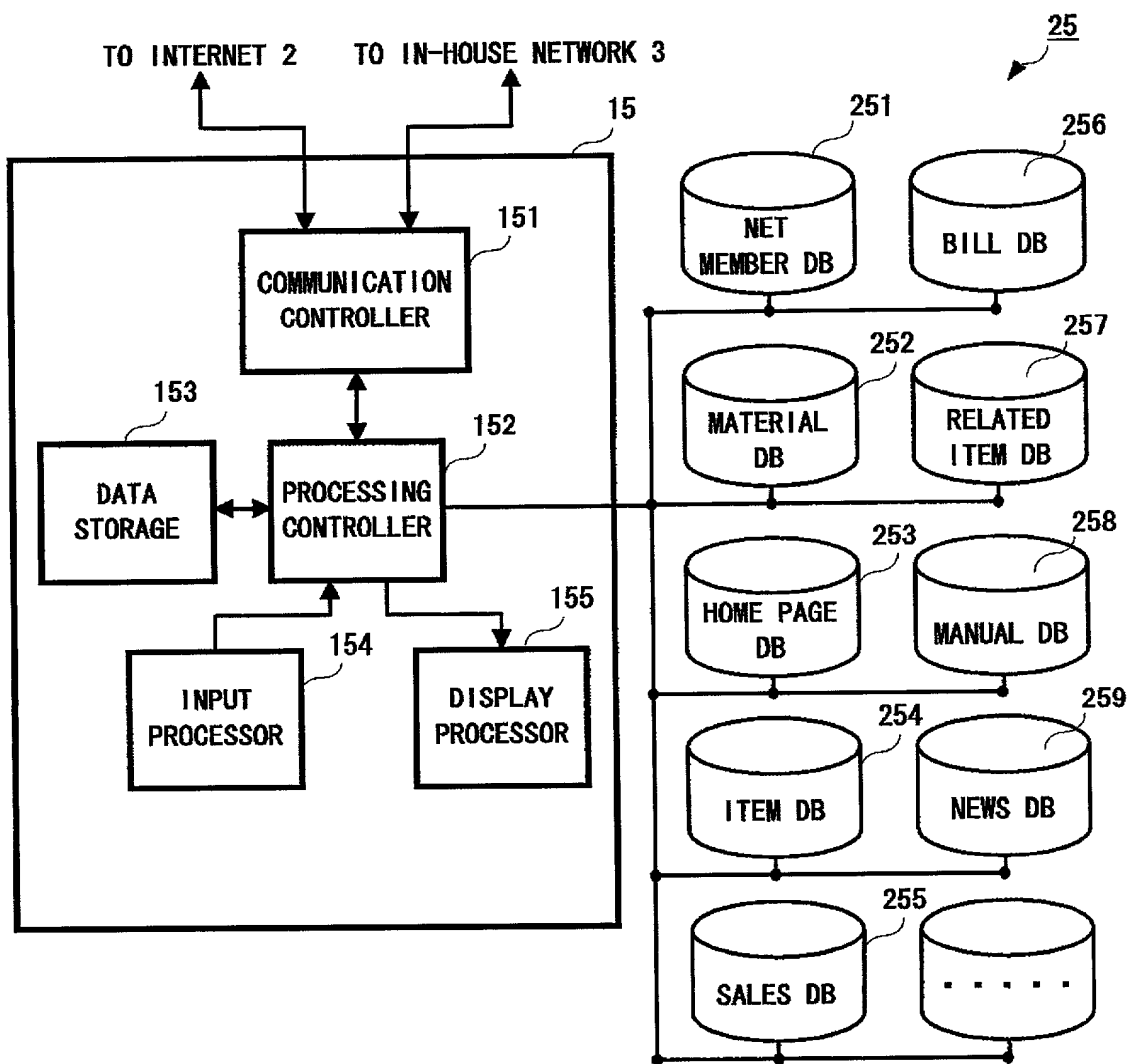 TO INTERNET 2
TO IN-HOUSE NETWORK 3
25
15
251
256
151
NET
MEMBER DB
BILL DB
COMMUNICATION
CONTROLLER
252
257
153
152
MATERIAL
DB
RELATED
ITEM DB
DATA
STORAGE
PROCESSING
CONTROLLER
253
258
155
154
HOME PAGE
DB
MANUAL DB
INPUT
PROCESSOR
DISPLAY
PROCESSOR
254
259
ITEM DB
NEWS DB
255
SALES DB
.....